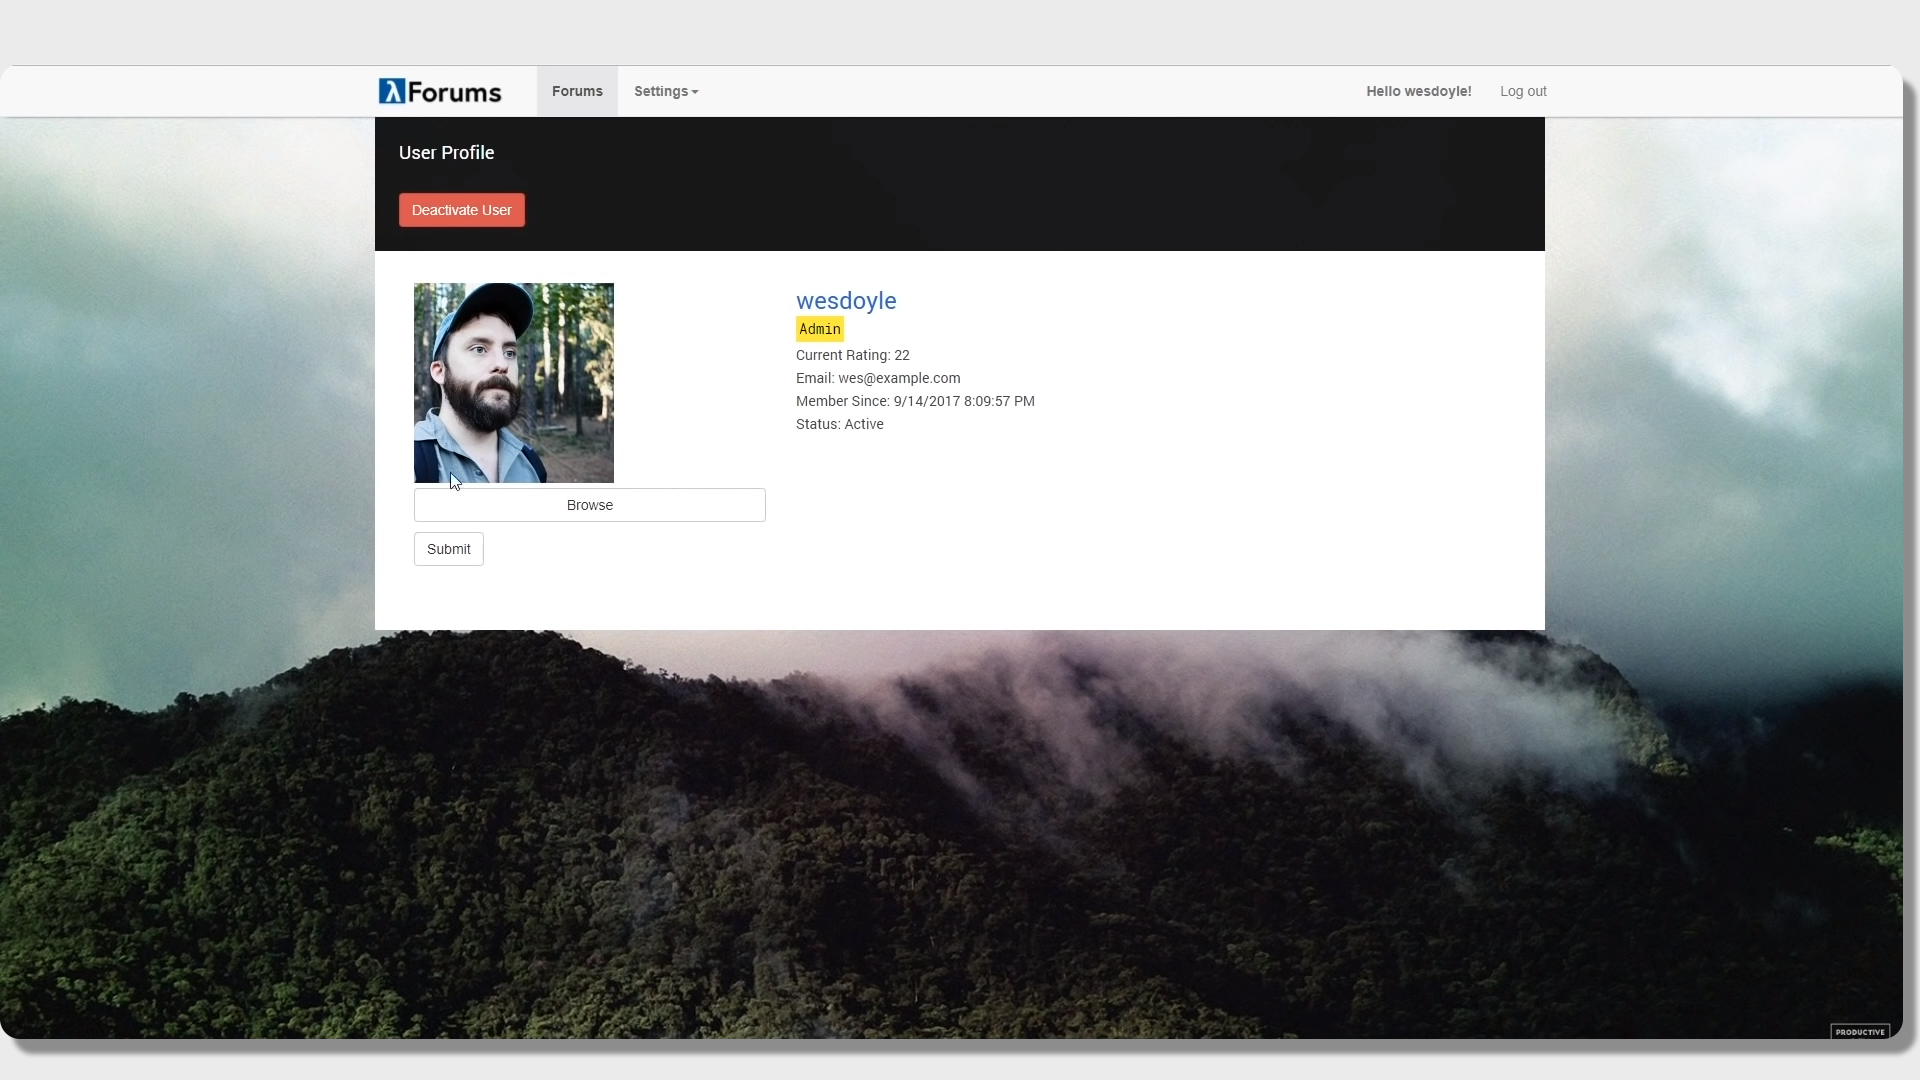 λForums
Forums
Settings
Hello wesdoyle!
Log out
User Profile
Deactivate User
wesdoyle
Admin
Current Rating: 22
Email: wes@example.com
Member Since: 9/14/2017 8:09:57 PM
Status: Active
Browse
Submit
PRODUCTIVE